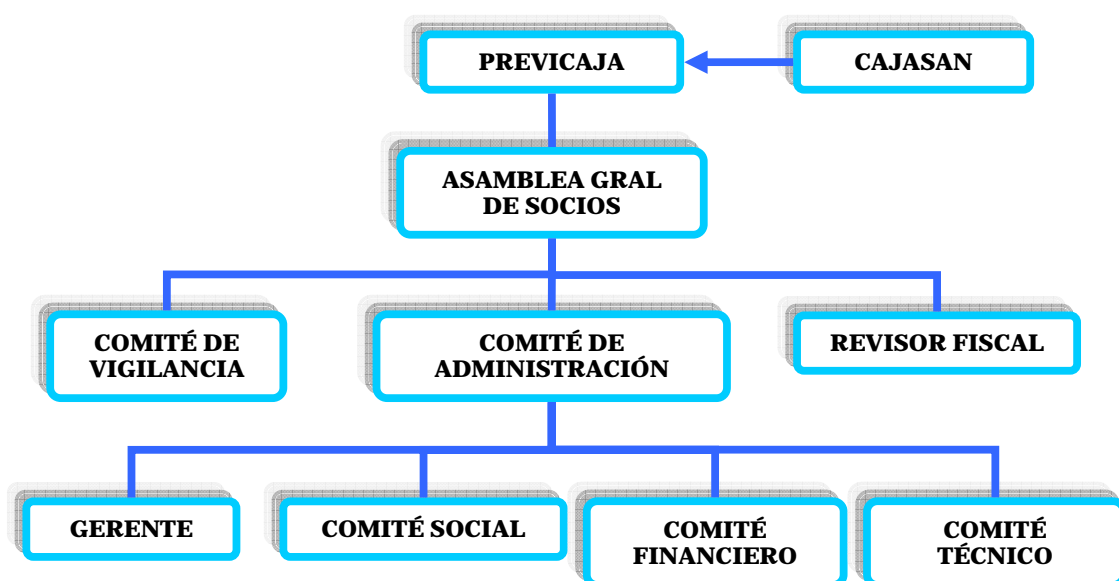 PREVICAJA
CAJASAN
ASAMBLEA GRAL
DE SOCIOS
COMITÉ DE
VIGILANCIA
COMITÉ DE
ADMINISTRACIÓN
REVISOR FISCAL
GERENTE
COMITÉ SOCIAL
COMITÉ
FINANCIERO
COMITÉ
TÉCNICO